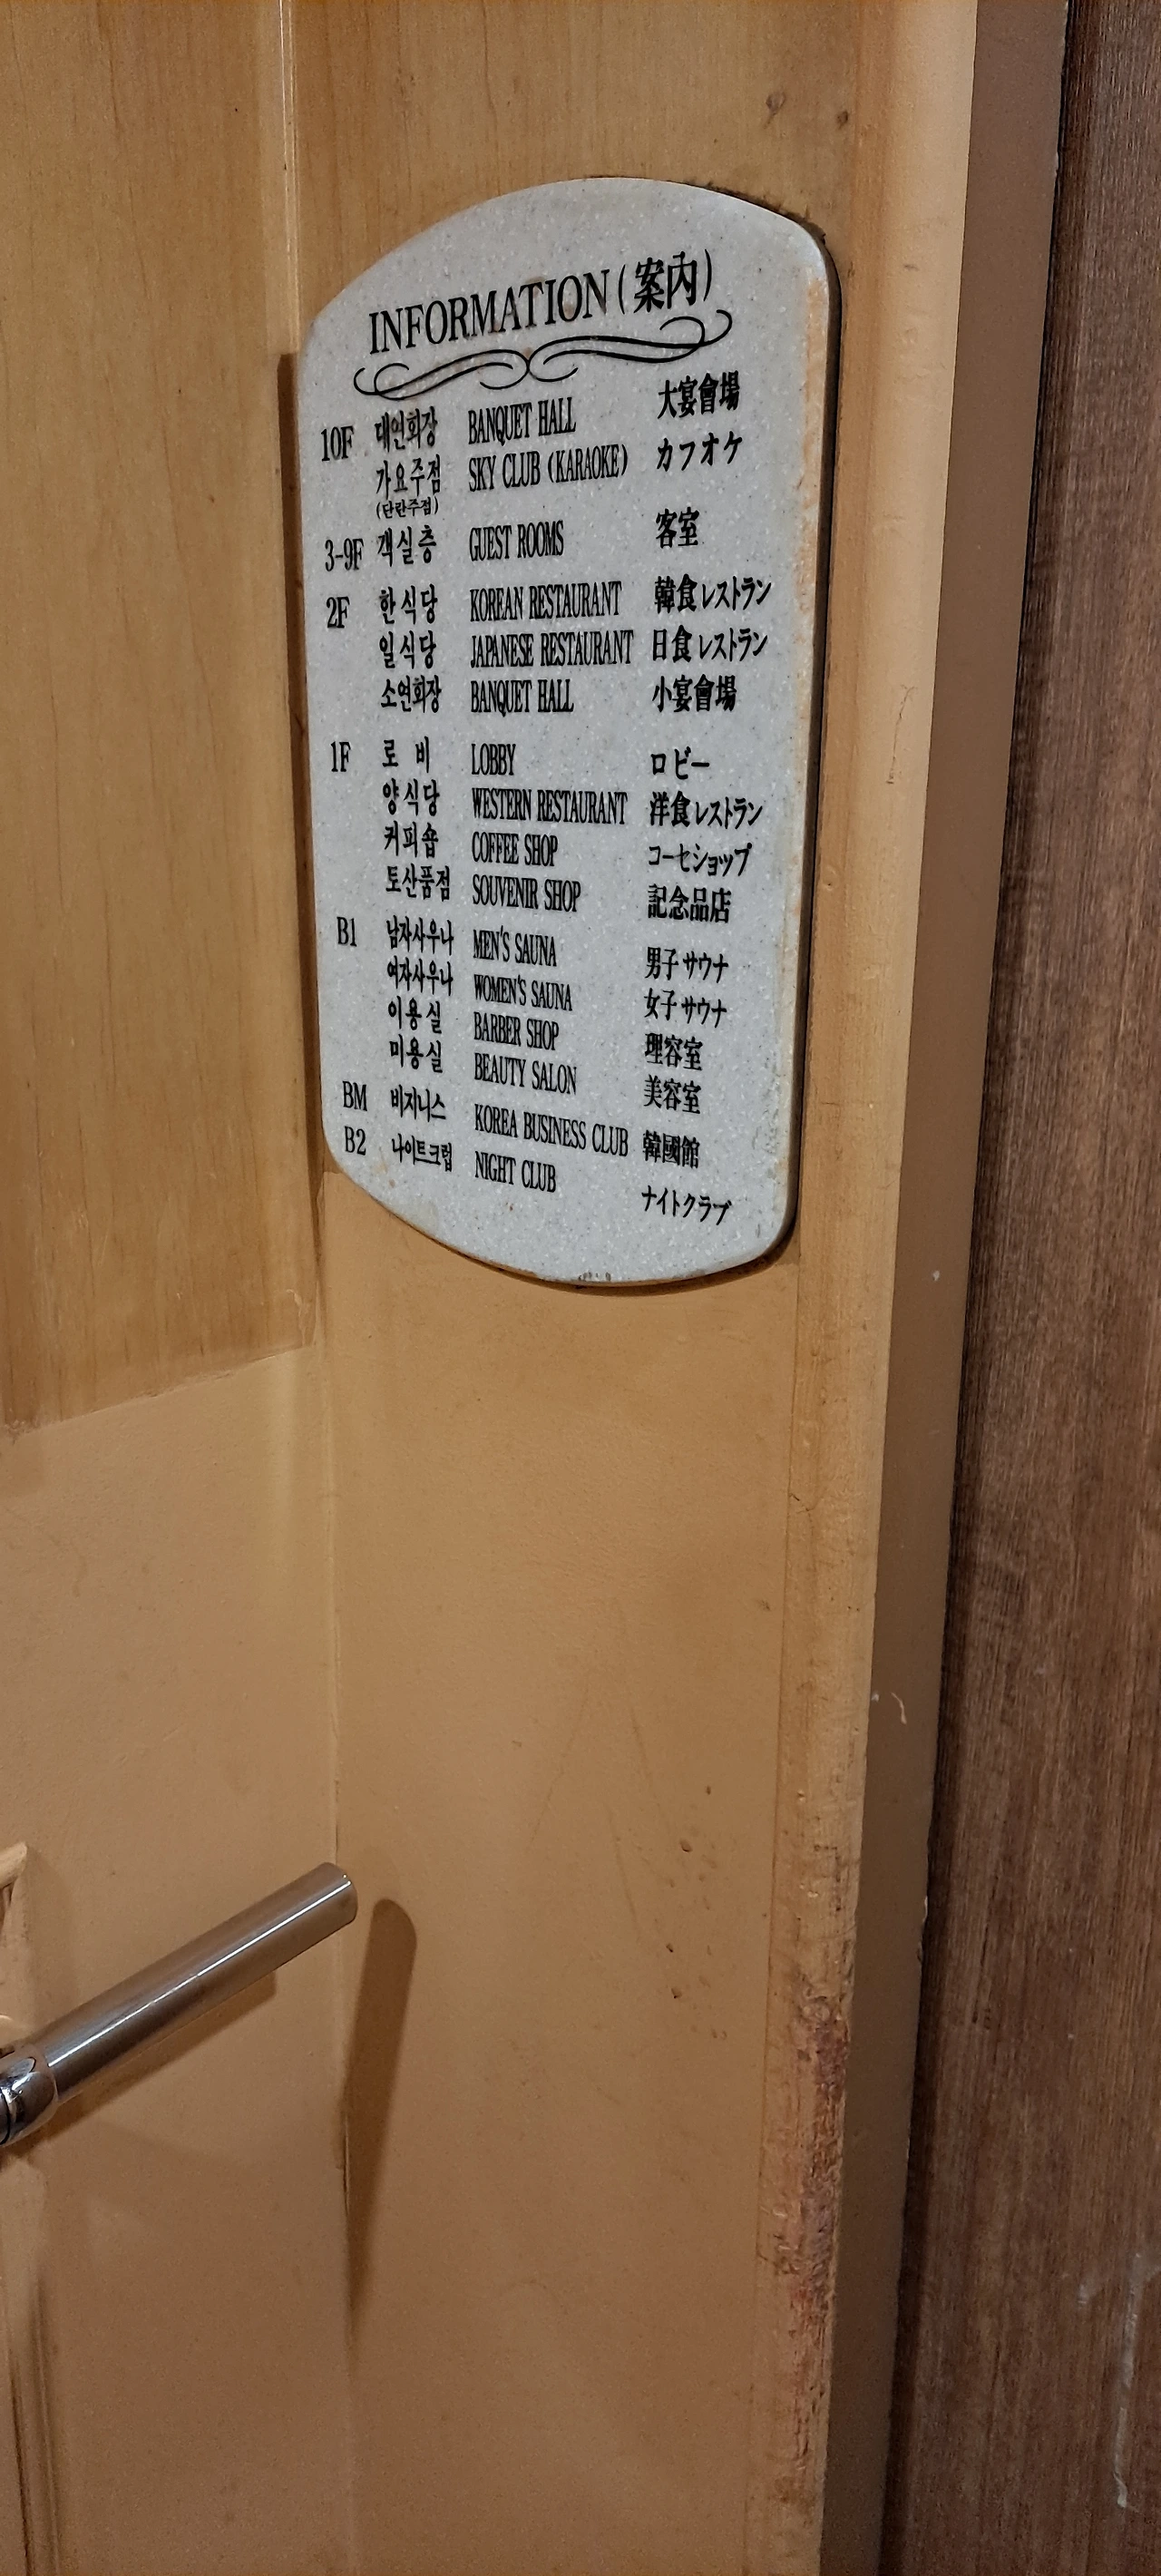 INFORMATION (案内)
10F 대연회장 BANQUET HALL 大宴會場
가요주점 SKY CLUB (KARAOKE) カフオケ
(단란주점)
3-9F 객실층 GUEST ROOMS 客室
2F 한식당 KOREAN RESTAURANT 韓食レストラン
일식당 JAPANESE RESTAURANT 日食レストラン
소연회장 BANQUET HALL 小宴會場
1F 로비 LOBBY ロビー
양식당 WESTERN RESTAURANT 洋食レストラン
커피숍 COFFEE SHOP コーセショップ
토산품점 SOUVENIR SHOP 記念品店
B1 남자사우나 MEN'S SAUNA 男子サウナ
여자사우나 WOMEN'S SAUNA 女子サウナ
이용실 BARBER SHOP 理容室
미용실 BEAUTY SALON 美容室
BM 비지니스 KOREA BUSINESS CLUB 韓國館
B2 나이트크럽 NIGHT CLUB ナイトクラブ